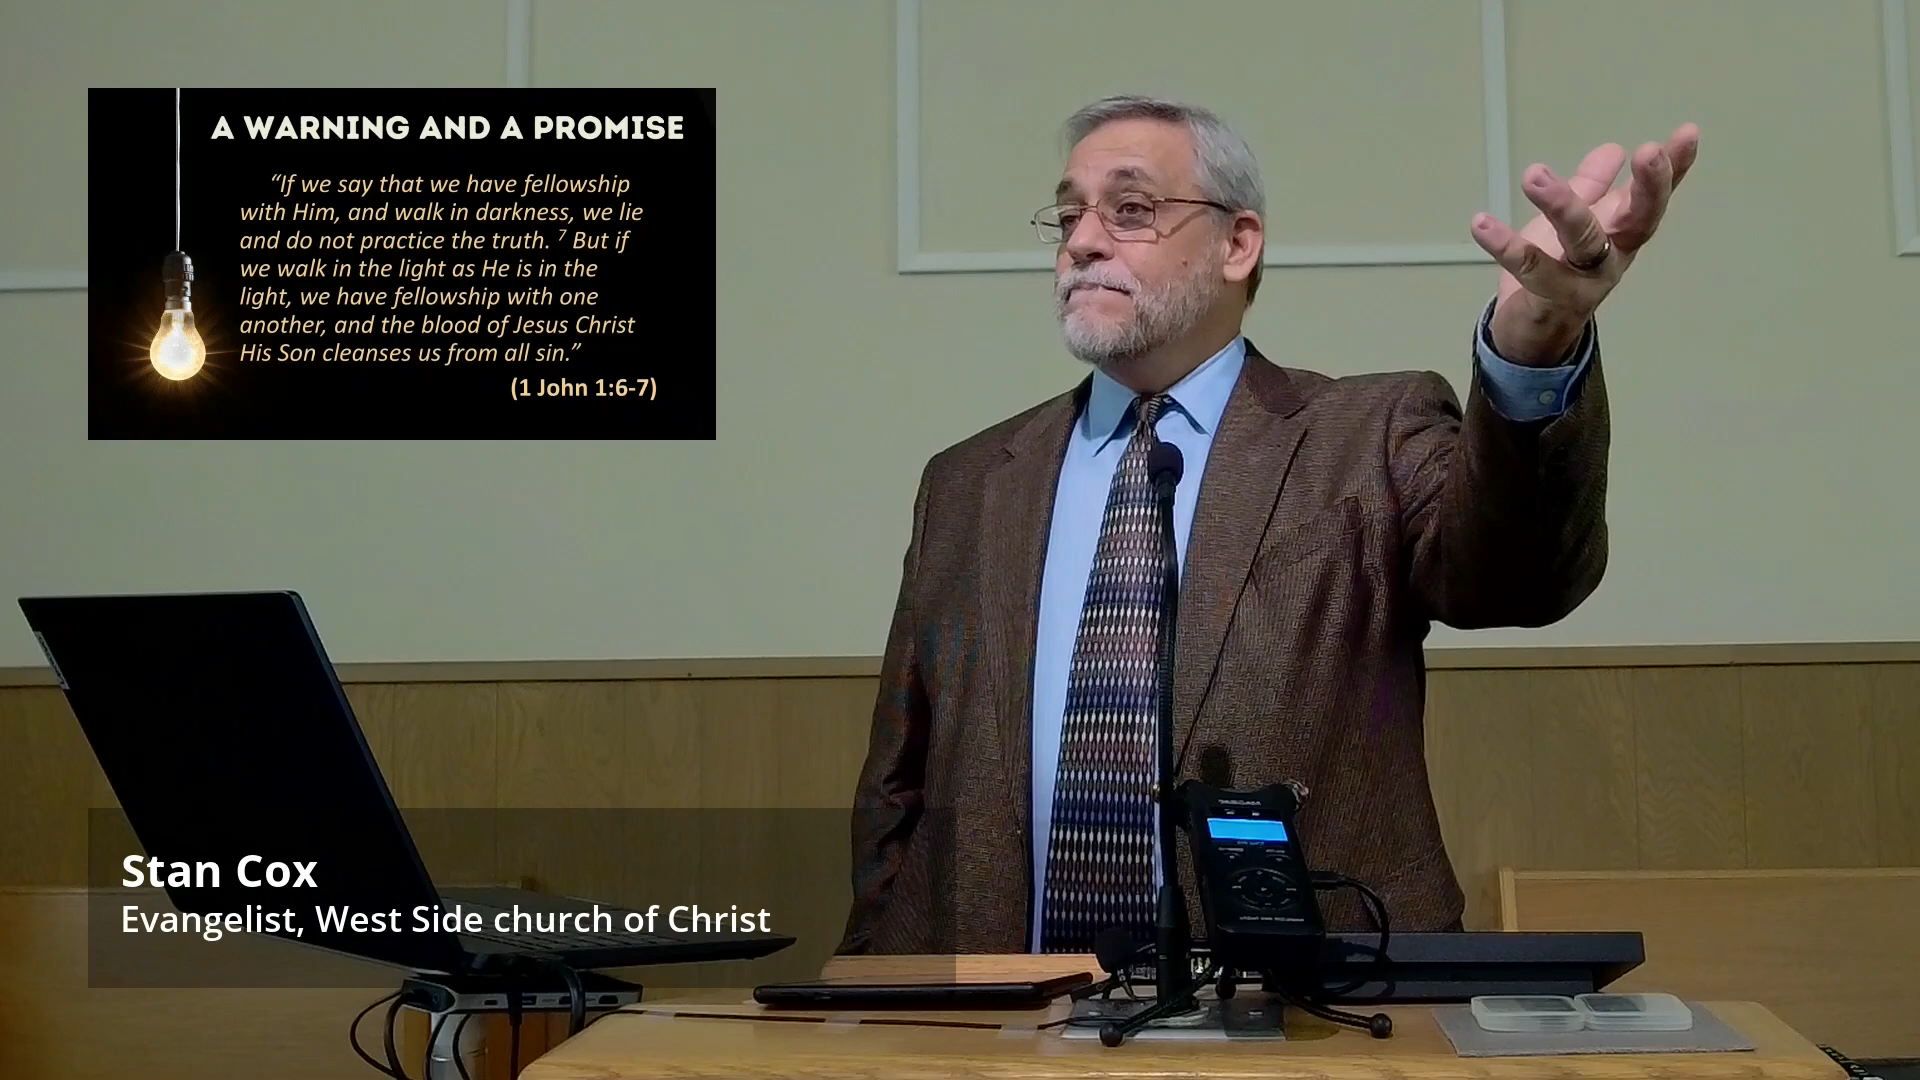 A WARNING AND A PROMISE
“If we say that we have fellowship
with Him, and walk in darkness, we lie
and do not practice the truth. ⁷ But if
we walk in the light as He is in the
light, we have fellowship with one
another, and the blood of Jesus Christ
His Son cleanses us from all sin.”
(1 John 1:6-7)
TASCAM
Stan Cox
Evangelist, West Side church of Christ